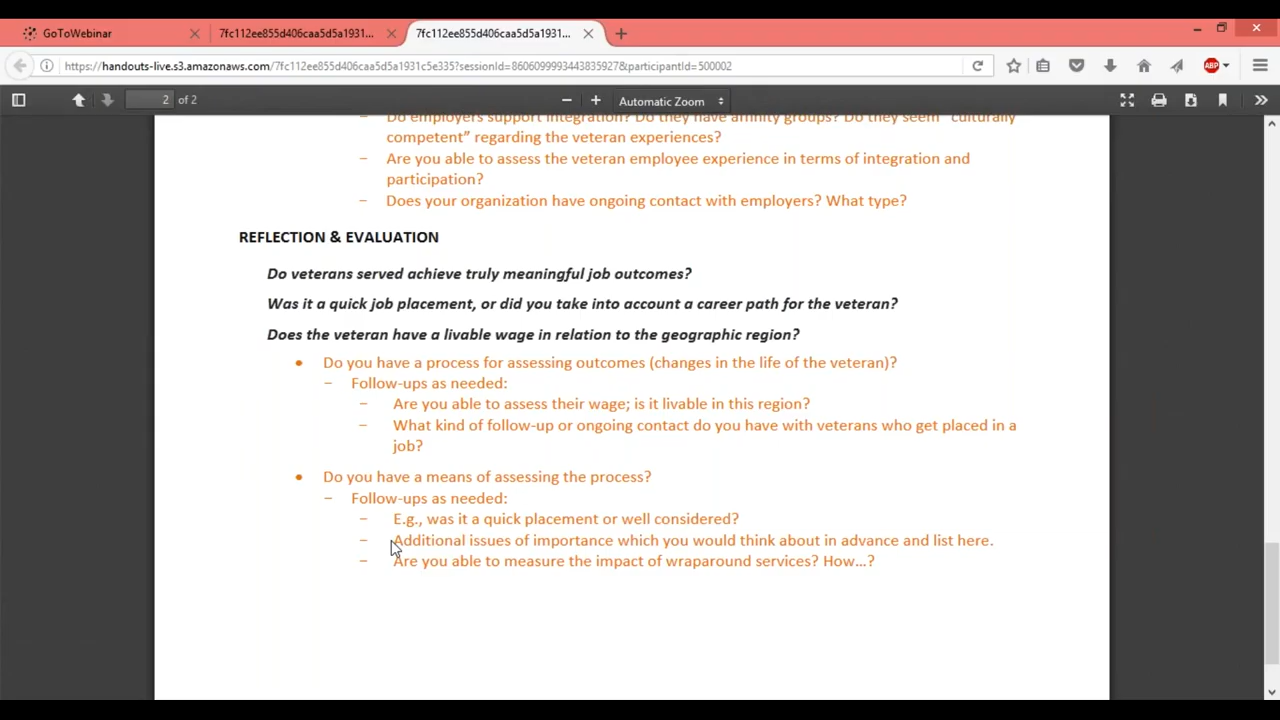 GoToWebinar
7fc112ee855d406caa5d5a1931...
7fc112ee855d406caa5d5a1931...
https://handouts-live.s3.amazonaws.com/7fc112ee855d406caa5d5a1931c5e335?sessionId=8606099993443835927&participantId=500002
ABP
2 of 2
Automatic Zoom
– Do employers support integration? Do they have affinity groups? Do they seem "culturally
competent” regarding the veteran experiences?
– Are you able to assess the veteran employee experience in terms of integration and
participation?
– Does your organization have ongoing contact with employers? What type?
REFLECTION & EVALUATION
Do veterans served achieve truly meaningful job outcomes?
Was it a quick job placement, or did you take into account a career path for the veteran?
Does the veteran have a livable wage in relation to the geographic region?
• Do you have a process for assessing outcomes (changes in the life of the veteran)?
– Follow-ups as needed:
– Are you able to assess their wage; is it livable in this region?
– What kind of follow-up or ongoing contact do you have with veterans who get placed in a
job?
• Do you have a means of assessing the process?
– Follow-ups as needed:
– E.g., was it a quick placement or well considered?
– Additional issues of importance which you would think about in advance and list here.
– Are you able to measure the impact of wraparound services? How…?